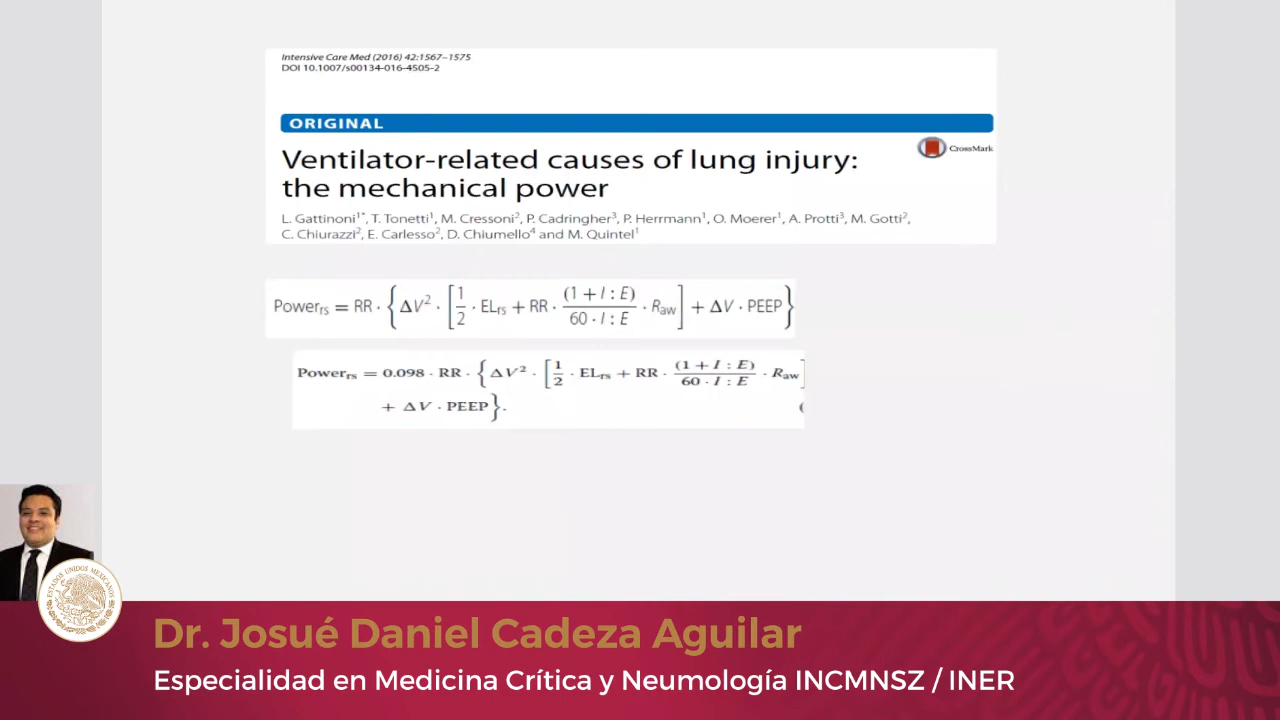 Intensive Care Med (2016) 42:1567–1575
DOI 10.1007/s00134-016-4505-2
ORIGINAL
CrossMark
Ventilator-related causes of lung injury:
the mechanical power
L. Gattinoni1*, T. Tonetti1, M. Cressoni2, P. Cadringher3, P. Herrmann1, O. Moerer1, A. Protti3, M. Gotti2,
C. Chiurazzi2, E. Carlesso2, D. Chiumello4 and M. Quintel1
Powerrs = RR · {ΔV² · [1/2 · ELrs + RR · (1 + I : E)/(60 · I : E) · Raw] + ΔV · PEEP}
Powerrs = 0.098 · RR · {ΔV² · [1/2 · ELrs + RR · (1 + I : E)/(60 · I : E) · Raw]
+ ΔV · PEEP}. (
ESTADOS UNIDOS MEXICANOS
Dr. Josué Daniel Cadeza Aguilar
Especialidad en Medicina Crítica y Neumología INCMNSZ / INER